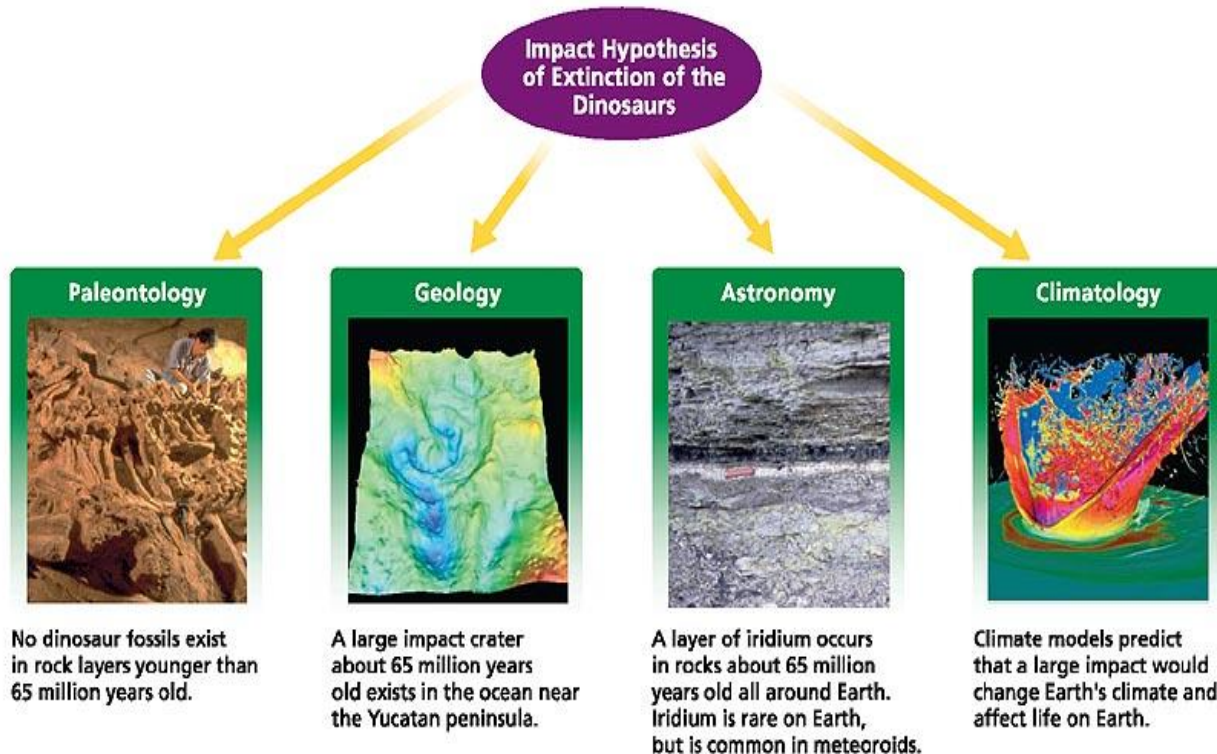 Impact Hypothesis
of Extinction of the
Dinosaurs
Paleontology
No dinosaur fossils exist
in rock layers younger than
65 million years old.
Geology
A large impact crater
about 65 million years
old exists in the ocean near
the Yucatan peninsula.
Astronomy
A layer of iridium occurs
in rocks about 65 million
years old all around Earth.
Iridium is rare on Earth,
but is common in meteoroids.
Climatology
Climate models predict
that a large impact would
change Earth's climate and
affect life on Earth.